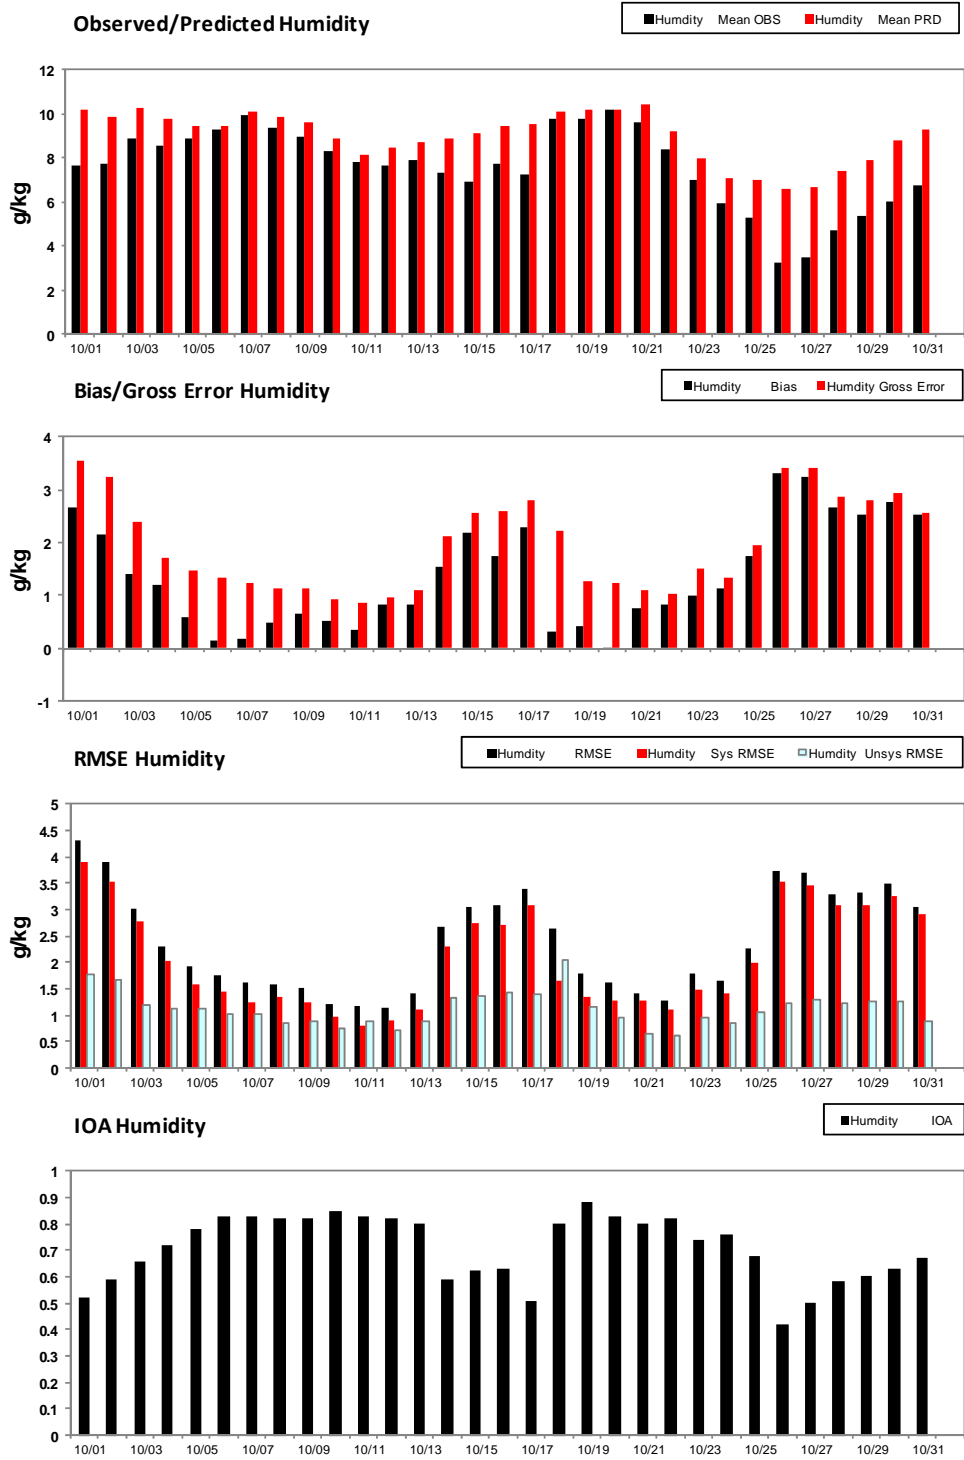 Observed/Predicted Humidity
Humdity Mean OBS Humdity Mean PRD
12
10
8
6
4
2
0
g/kg
10/01 10/03 10/05 10/07 10/09 10/11 10/13 10/15 10/17 10/19 10/21 10/23 10/25 10/27 10/29 10/31
Bias/Gross Error Humidity
Humdity Bias Humdity Gross Error
4
3
2
1
0
-1
g/kg
10/01 10/03 10/05 10/07 10/09 10/11 10/13 10/15 10/17 10/19 10/21 10/23 10/25 10/27 10/29 10/31
RMSE Humidity
Humdity RMSE Humdity Sys RMSE Humdity Unsys RMSE
5
4.5
4
3.5
3
2.5
2
1.5
1
0.5
0
g/kg
10/01 10/03 10/05 10/07 10/09 10/11 10/13 10/15 10/17 10/19 10/21 10/23 10/25 10/27 10/29 10/31
IOA Humidity
Humdity IOA
1
0.9
0.8
0.7
0.6
0.5
0.4
0.3
0.2
0.1
0
10/01 10/03 10/05 10/07 10/09 10/11 10/13 10/15 10/17 10/19 10/21 10/23 10/25 10/27 10/29 10/31